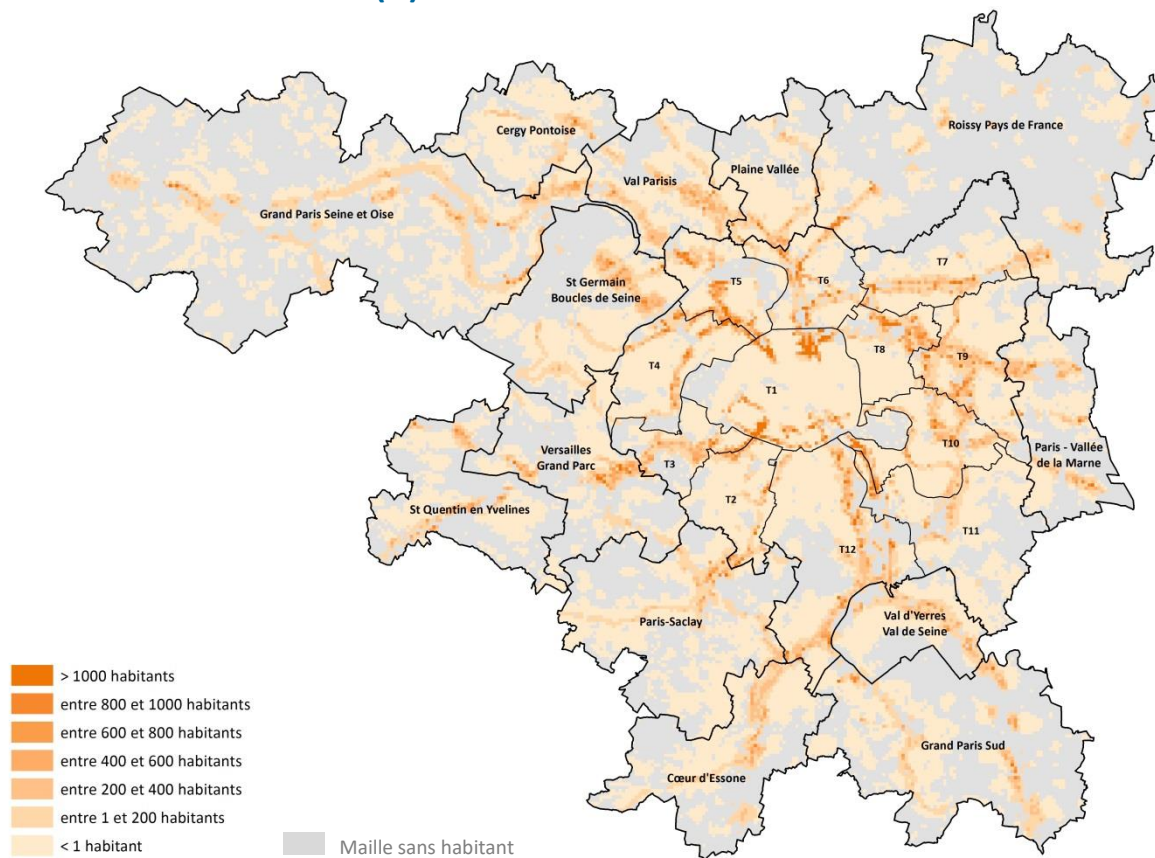 Cergy Pontoise
Roissy Pays de France
Plaine Vallée
Val Parisis
Grand Paris Seine et Oise
T7
T5
T6
St Germain
Boucles de Seine
T8
T9
T4
T1
T10
Versailles
Grand Parc
T3
Paris - Vallée
de la Marne
T2
St Quentin en Yvelines
T11
T12
Paris-Saclay
Val d'Yerres
Val de Seine
Grand Paris Sud
Cœur d'Essone
> 1000 habitants
entre 800 et 1000 habitants
entre 600 et 800 habitants
entre 400 et 600 habitants
entre 200 et 400 habitants
entre 1 et 200 habitants
< 1 habitant
Maille sans habitant